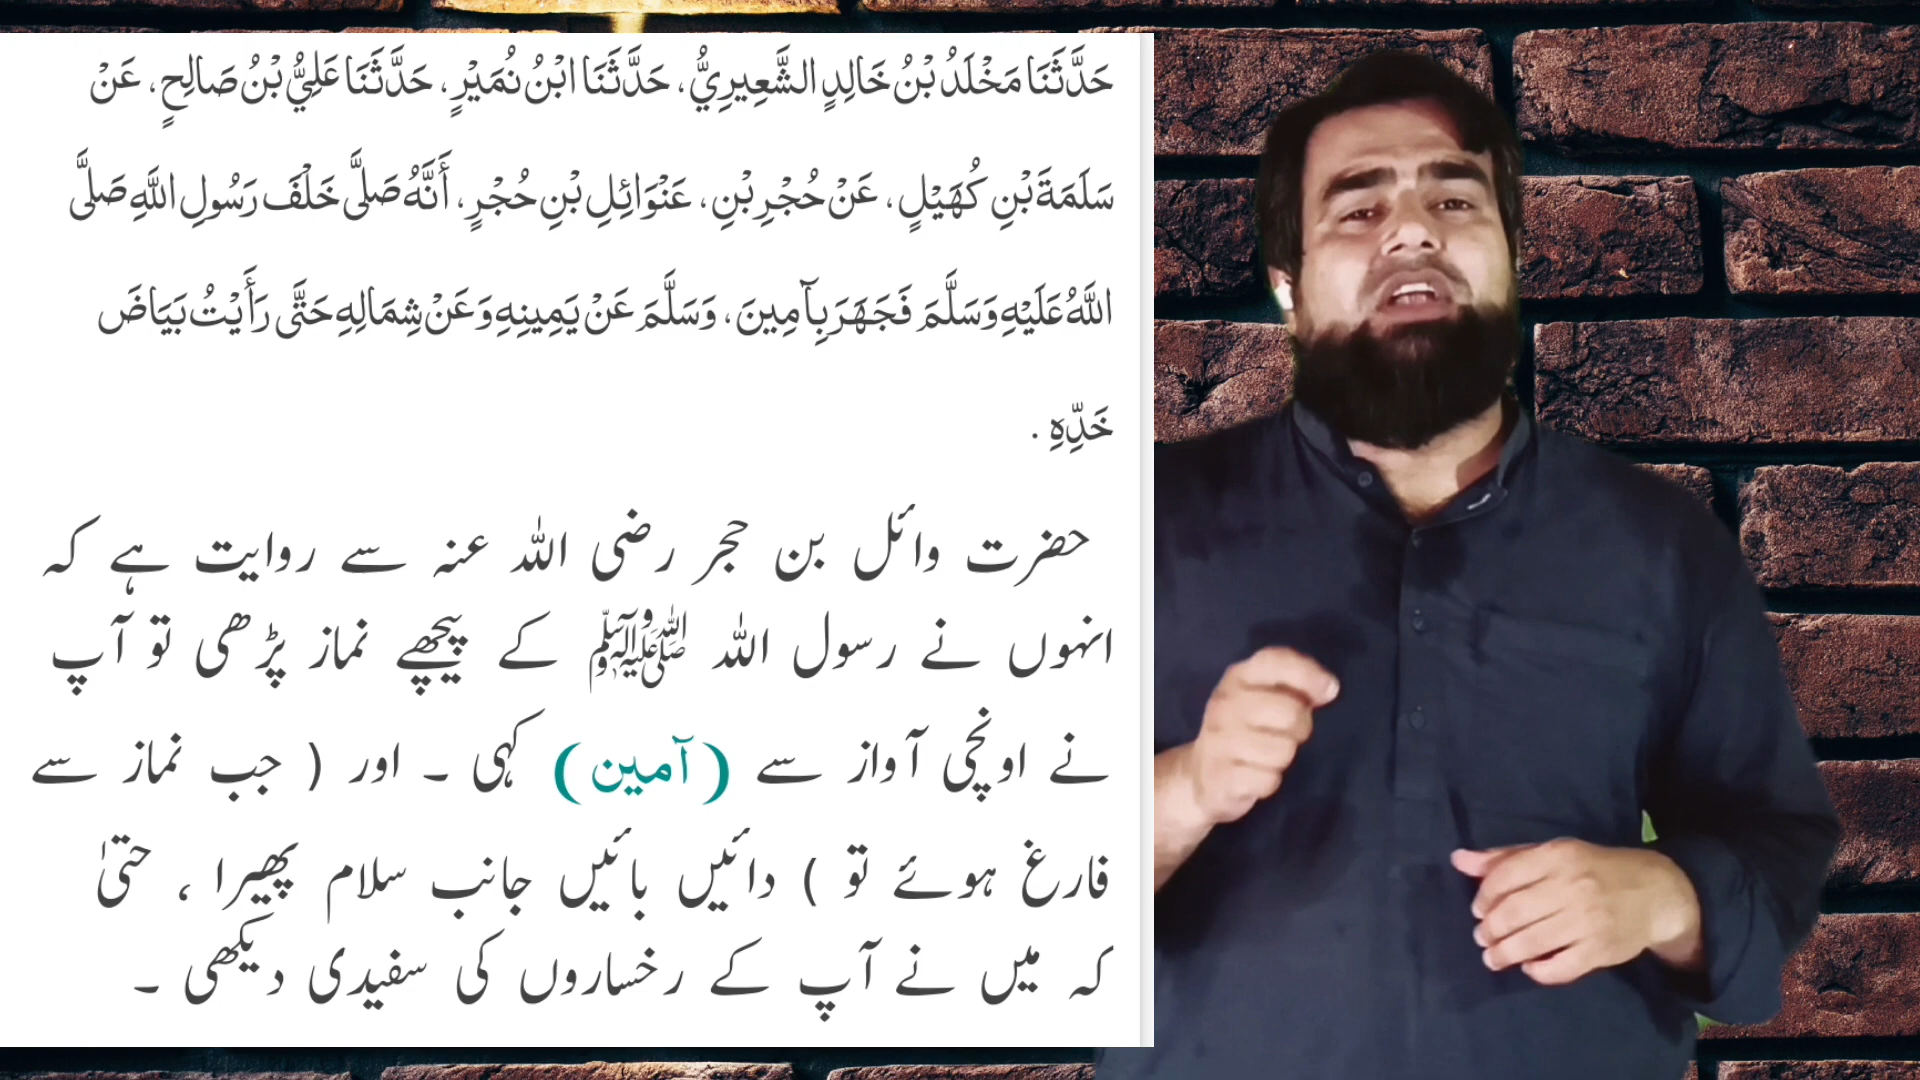 حَدَّثَنَا مَخْلَدُ بْنُ خَالِدٍ الشَّعِيرِيُّ، حَدَّثَنَا ابْنُ نُمَيْرٍ، حَدَّثَنَا عَلِيُّ بْنُ صَالِحٍ، عَنْ
سَلَمَةَ بْنِ كُهَيْلٍ، عَنْ حُجْرِ بْنِ، عَنْوَائِلِ بْنِ حُجْرٍ، أَنَّهُ صَلَّى خَلْفَ رَسُولِ اللَّهِ صَلَّى
اللَّهُ عَلَيْهِ وَسَلَّمَ فَجَهَرَ بِآمِينَ، وَسَلَّمَ عَنْ يَمِينِهِ وَعَنْ شِمَالِهِ حَتَّى رَأَيْتُ بَيَاضَ
خَدِّهِ .
حضرت وائل بن حجر رضی اللہ عنہ سے روایت ہے کہ
انہوں نے رسول اللہ ﷺ کے پیچھے نماز پڑھی تو آپ
نے اونچی آواز سے ( آمین ) کہی ۔ اور ( جب نماز سے
فارغ ہوئے تو ) دائیں بائیں جانب سلام پھیرا ، حتیٰ
کہ میں نے آپ کے رخساروں کی سفیدی دیکھی ۔